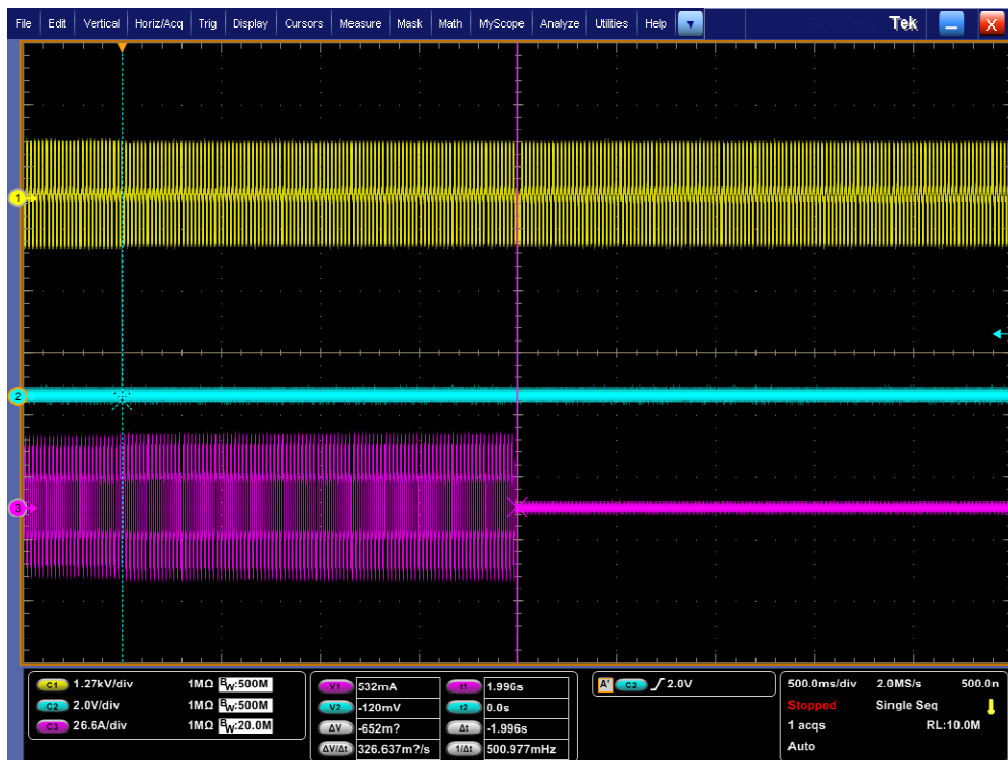 File Edit Vertical Horiz/Acq Trig Display Cursors Measure Mask Math MyScope Analyze Utilities Help Tek X
1
2
3
C1 1.27kV/div 1MΩ BW:500M
C2 2.0V/div 1MΩ BW:500M
C3 26.6A/div 1MΩ BW:20.0M
V1 532mA t1 1.996s
V2 -120mV t2 0.0s
ΔV -652m? Δt -1.996s
ΔV/Δt 326.637m?/s 1/Δt 500.977mHz
A' C2 2.0V
500.0ms/div 2.0MS/s 500.0n
Stopped Single Seq
1 acqs RL:10.0M
Auto